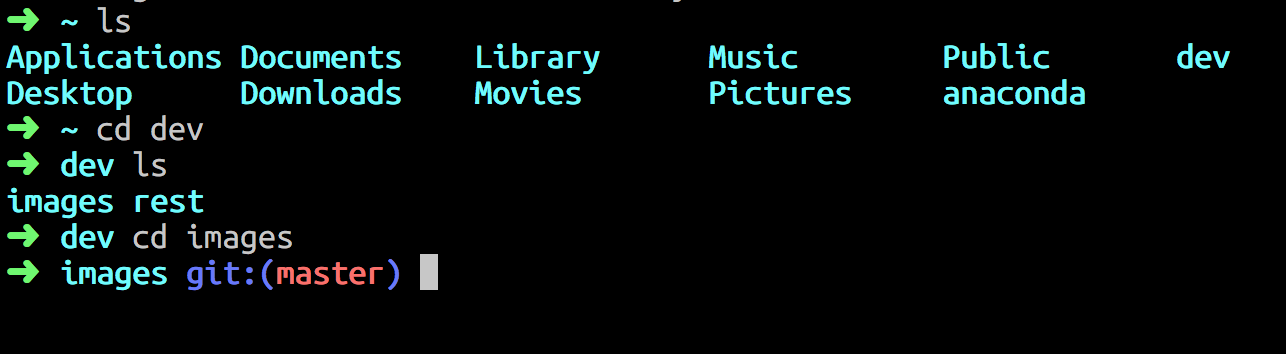 ➜ ~ ls
Applications Documents Library Music Public dev
Desktop Downloads Movies Pictures anaconda
➜ ~ cd dev
➜ dev ls
images rest
➜ dev cd images
➜ images git:(master)